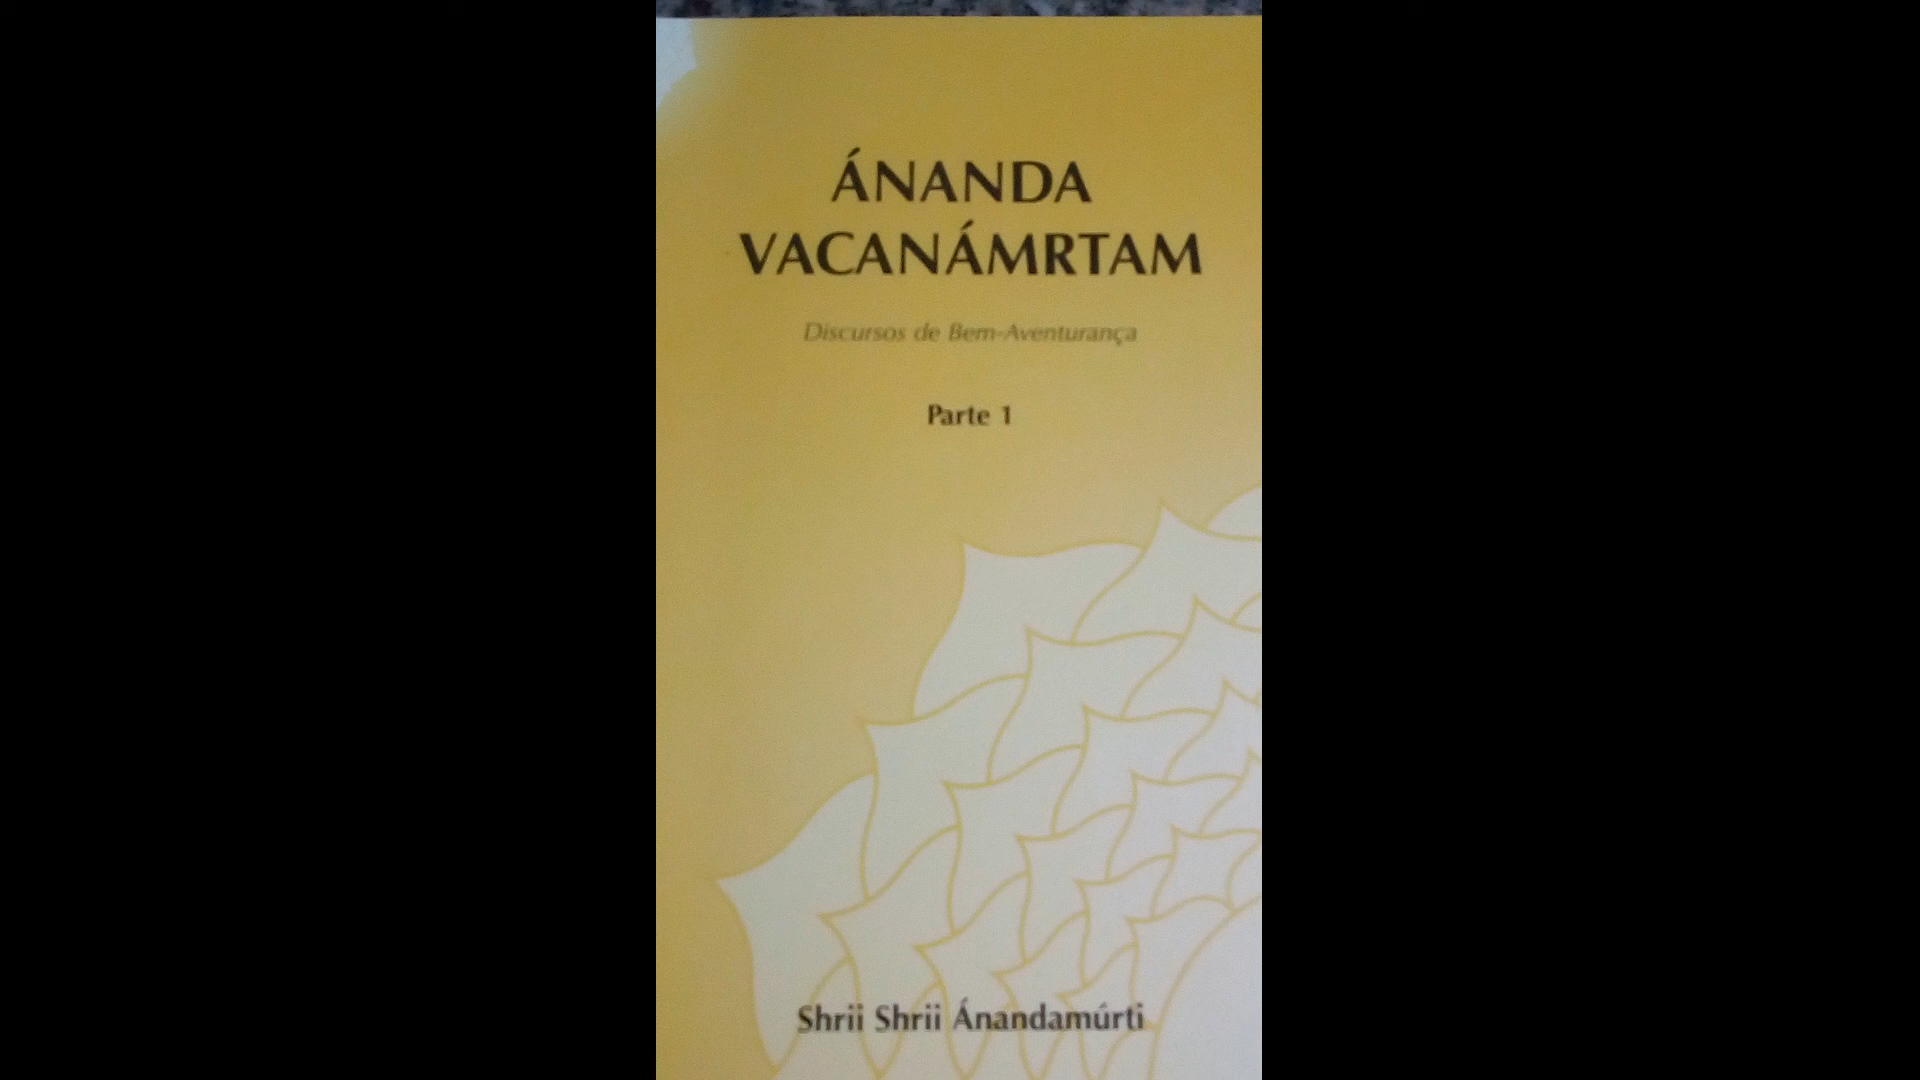 ÁNANDA
VACANÁMRTAM
Discursos de Bem-Aventurança
Parte 1
Shrii Shrii Ánandamúrti